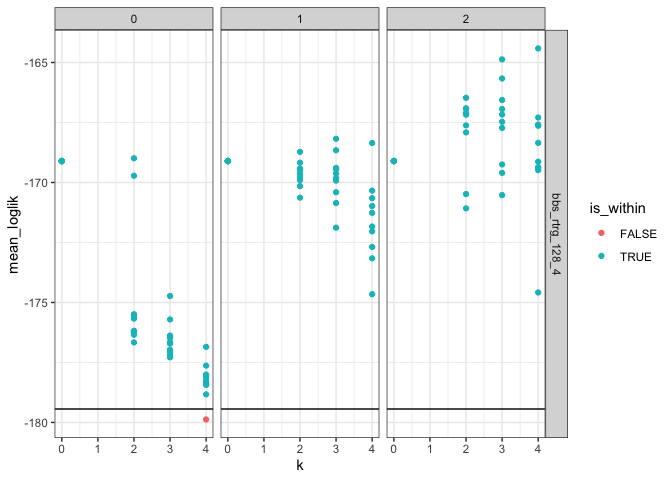 0 1 2
-165
-170
-175
-180
mean_loglik
0 1 2 3 4 0 1 2 3 4 0 1 2 3 4
k
bbs_rtrg_128_4
is_within
FALSE
TRUE